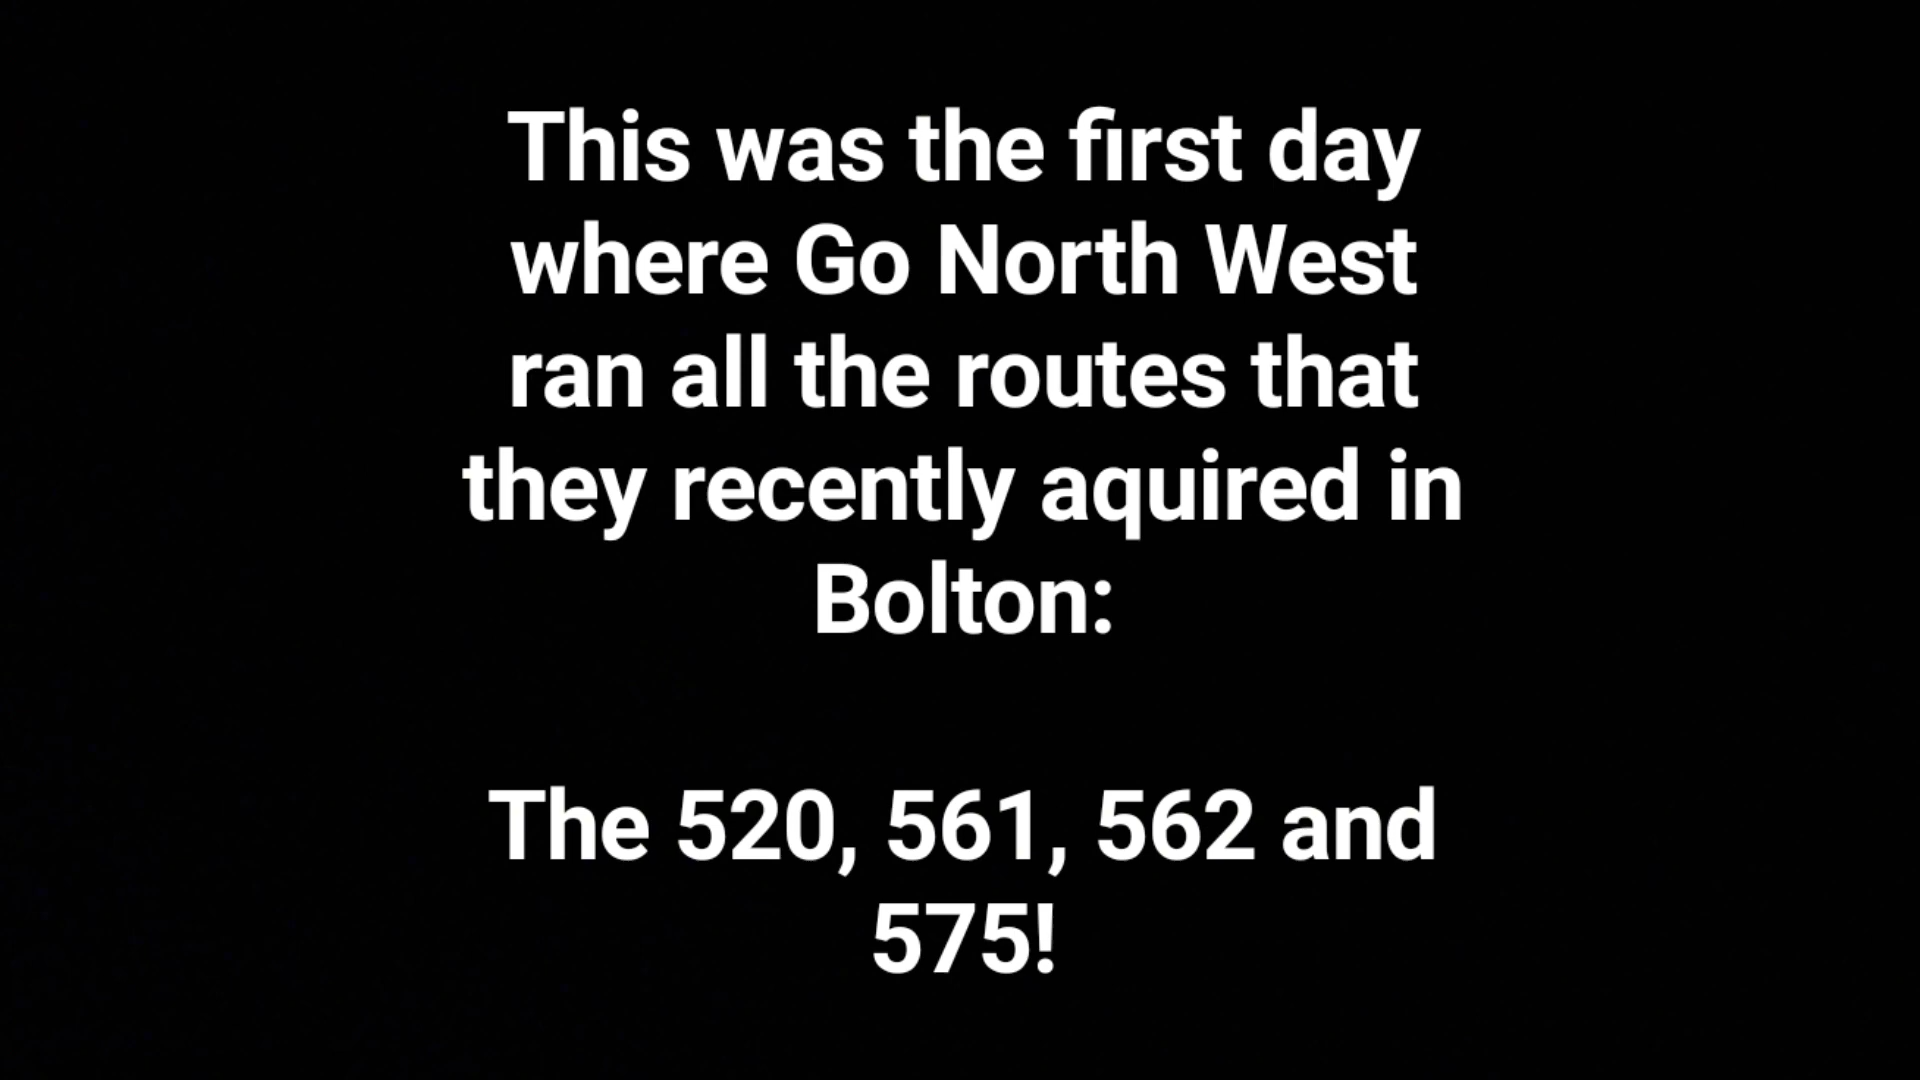 This was the first day
where Go North West
ran all the routes that
they recently aquired in
Bolton:
The 520, 561, 562 and
575!